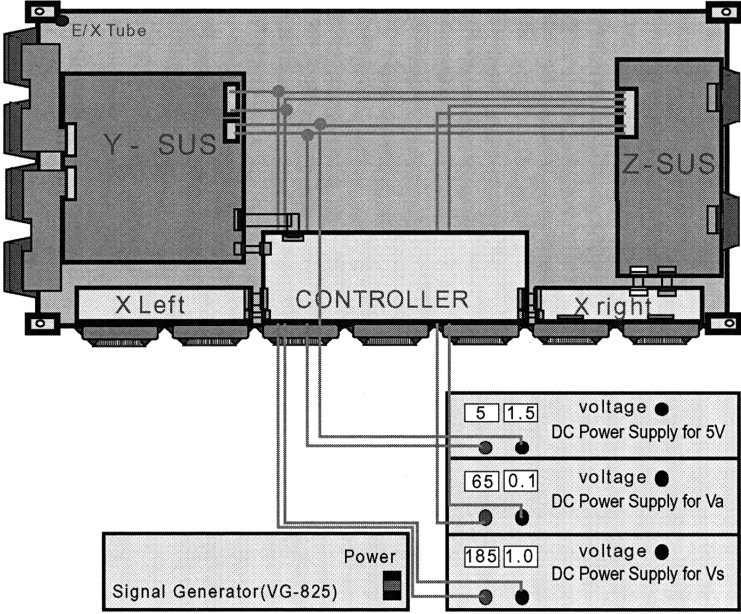 E/X Tube
Y - SUS
Z-SUS
X Left
CONTROLLER
X right
5 1.5 voltage
DC Power Supply for 5V
65 0.1 voltage
DC Power Supply for Va
185 1.0 voltage
DC Power Supply for Vs
Power
Signal Generator(VG-825)